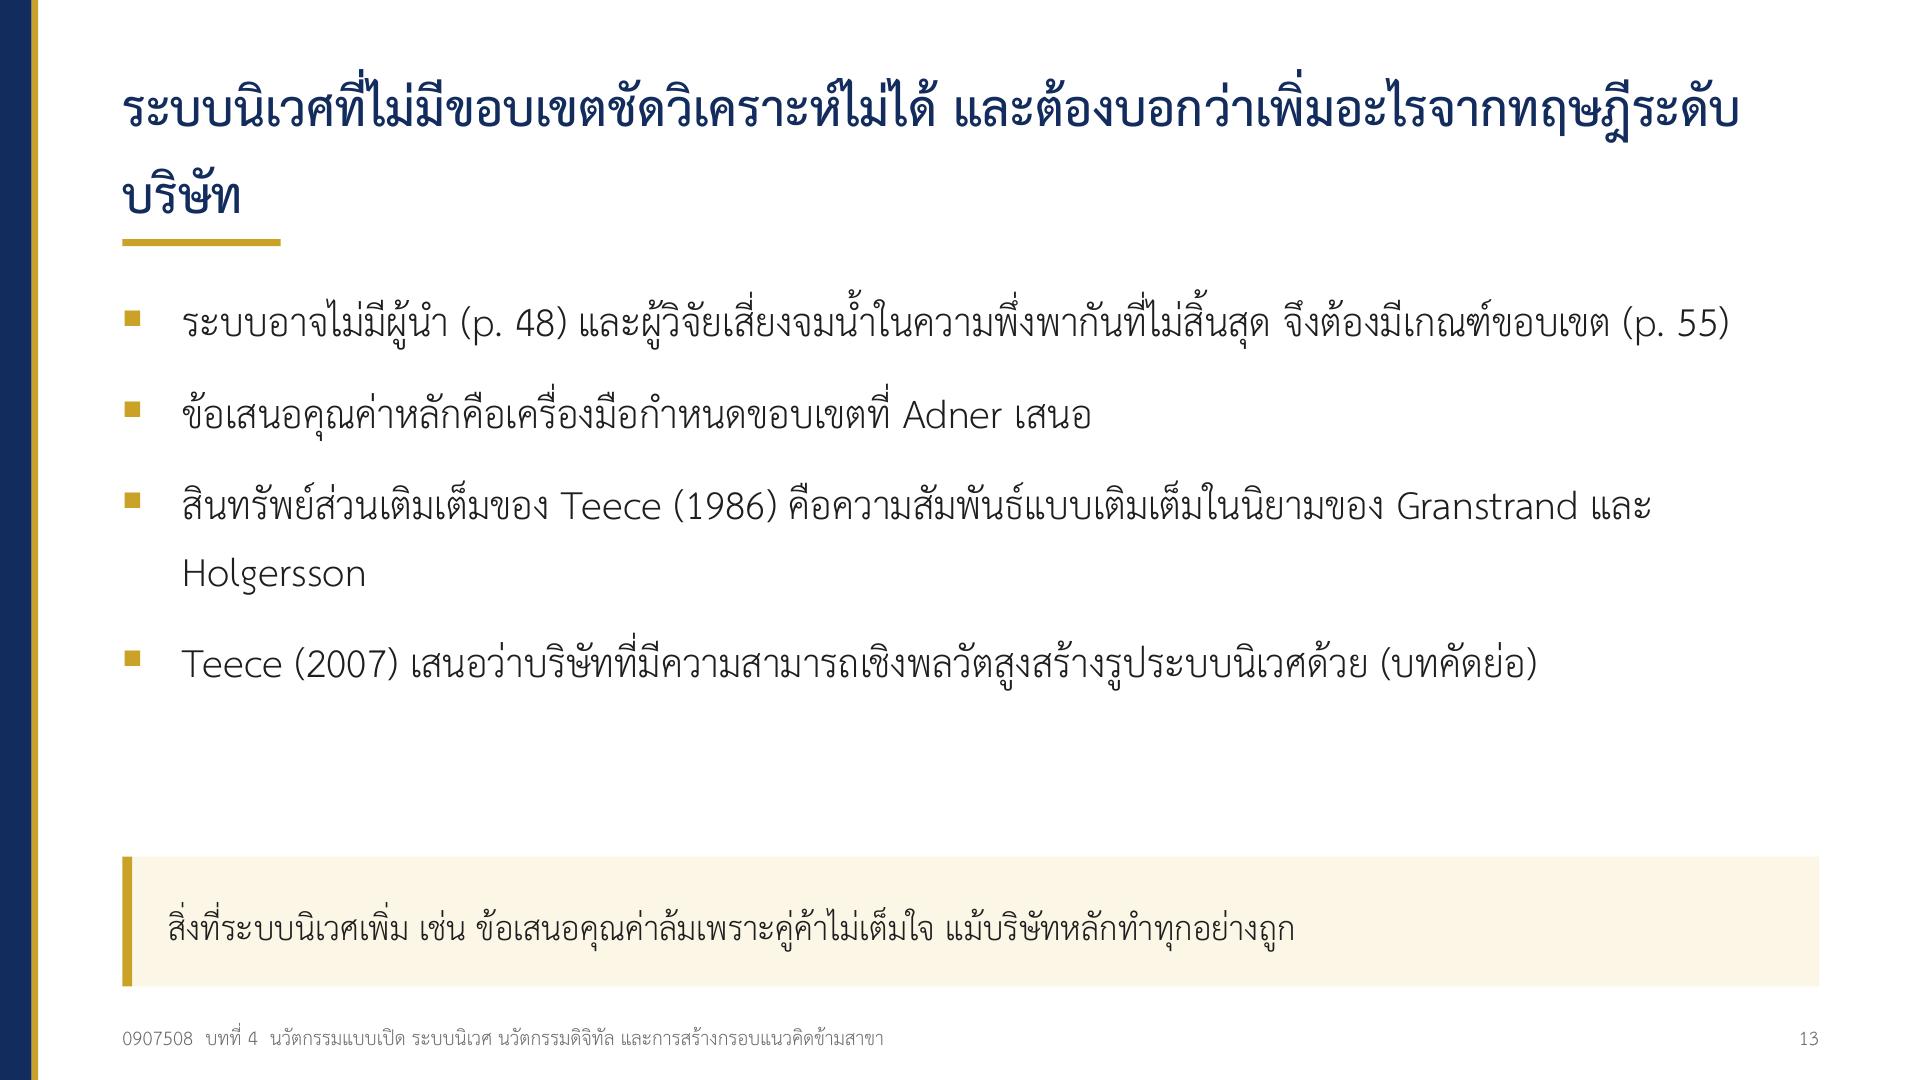 ระบบนิเวศที่ไม่มีขอบเขตชัดวิเคราะห์ไม่ได้ และต้องบอกว่าเพิ่มอะไรจากทฤษฎีระดับ
บริษัท
ระบบอาจไม่มีผู้นำ (p. 48) และผู้วิจัยเสี่ยงจมน้ำในความพึ่งพากันที่ไม่สิ้นสุด จึงต้องมีเกณฑ์ขอบเขต (p. 55)
ข้อเสนอคุณค่าหลักคือเครื่องมือกำหนดขอบเขตที่ Adner เสนอ
สินทรัพย์ส่วนเติมเต็มของ Teece (1986) คือความสัมพันธ์แบบเติมเต็มในนิยามของ Granstrand และ
Holgersson
Teece (2007) เสนอว่าบริษัทที่มีความสามารถเชิงพลวัตสูงสร้างรูประบบนิเวศด้วย (บทคัดย่อ)
สิ่งที่ระบบนิเวศเพิ่ม เช่น ข้อเสนอคุณค่าล้มเพราะคู่ค้าไม่เต็มใจ แม้บริษัทหลักทำทุกอย่างถูก
0907508 บทที่ 4 นวัตกรรมแบบเปิด ระบบนิเวศ นวัตกรรมดิจิทัล และการสร้างกรอบแนวคิดข้ามสาขา
13